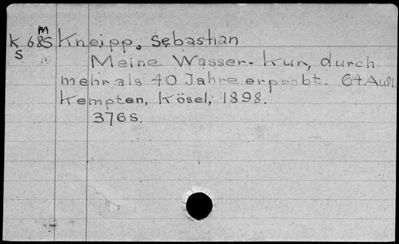 M
K 685 Kneipp, Sebastian
S Meine Wasser-Kur, durch
mehr als 40 Jahre erprobt. 64 Aufl.
Kempten, Kösel, 1898.
376 S.